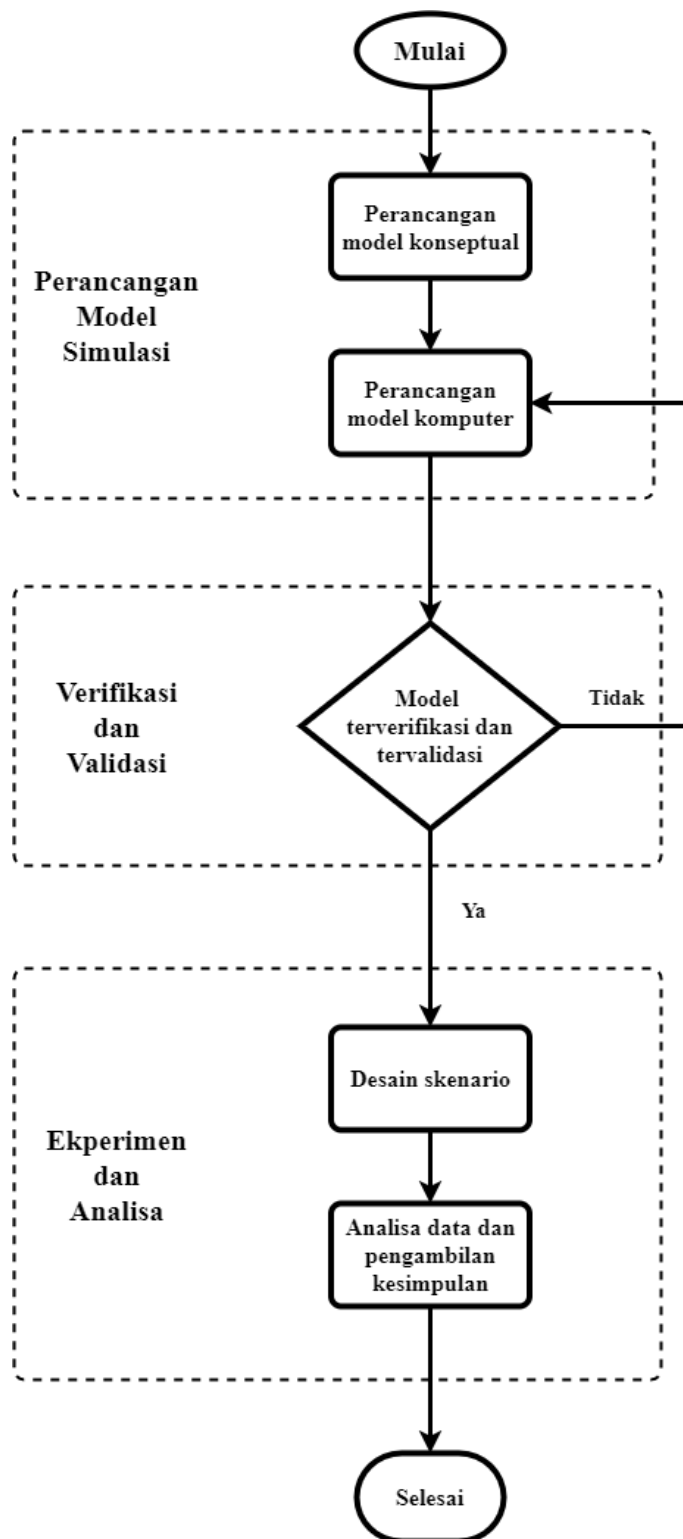 Mulai
Perancangan
Model
Simulasi
Perancangan
model konseptual
Perancangan
model komputer
Verifikasi
dan
Validasi
Model
terverifikasi dan
tervalidasi
Tidak
Ya
Ekperimen
dan
Analisa
Desain skenario
Analisa data dan
pengambilan
kesimpulan
Selesai